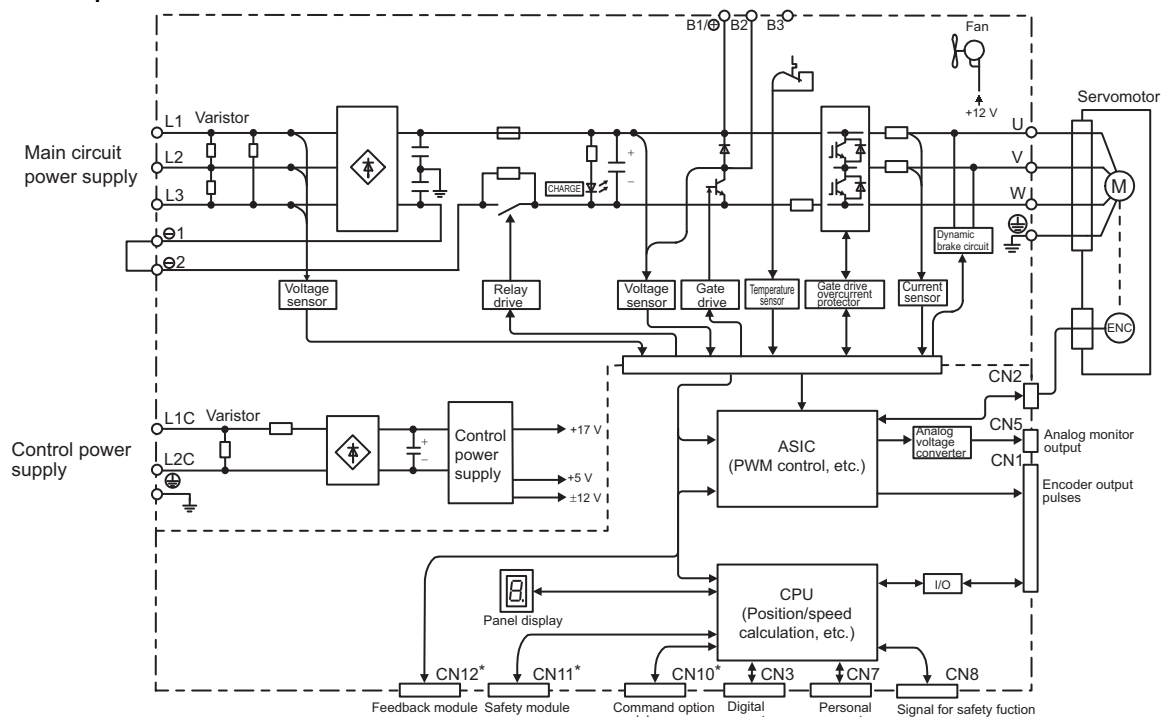 B1/⊕ B2 B3
Fan
+12 V
Servomotor
Varistor
L1
L2
L3
Main circuit
power supply
⊖1
⊖2
CHARGE
+
−
U
V
W
M
ENC
Voltage
sensor
Relay
drive
Voltage
sensor
Gate
drive
Temperature
sensor
Gate drive
overcurrent
protector
Current
sensor
Dynamic
brake circuit
Control power
supply
L1C
L2C
Varistor
+
−
Control
power
supply
+17 V
+5 V
±12 V
ASIC
(PWM control, etc.)
Analog
voltage
converter
CN2
CN5
CN1
Analog monitor
output
Encoder output
pulses
Panel display
8.
CPU
(Position/speed
calculation, etc.)
I/O
CN12*
CN11*
CN10*
CN3
CN7
CN8
Feedback module
Safety module
Command option
Digital
Personal
Signal for safety fuction